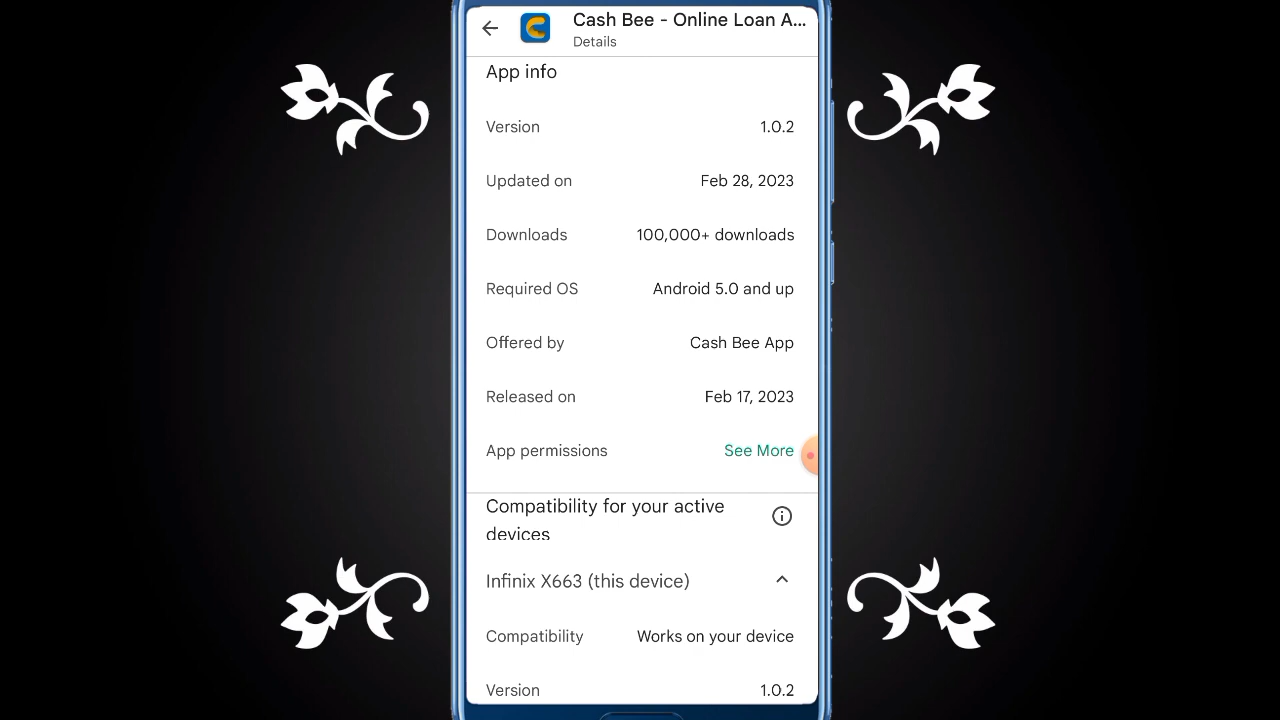 Cash Bee - Online Loan A...
Details
App info
Version 1.0.2
Updated on Feb 28, 2023
Downloads 100,000+ downloads
Required OS Android 5.0 and up
Offered by Cash Bee App
Released on Feb 17, 2023
App permissions See More
Compatibility for your active
devices
Infinix X663 (this device)
Compatibility Works on your device
Version 1.0.2